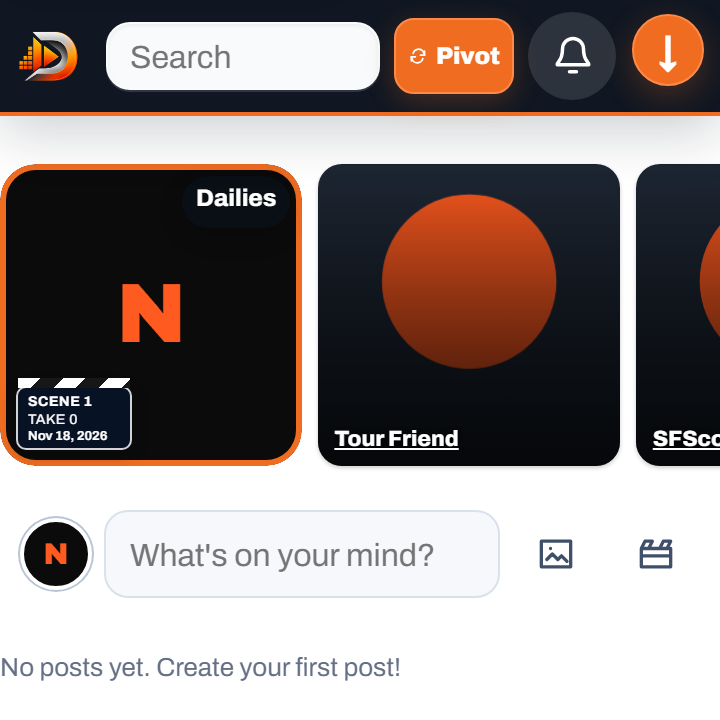 D
Search
Pivot
Dailies
N
SCENE 1
TAKE 0
Nov 18, 2026
Tour Friend
SFSco
N
What's on your mind?
No posts yet. Create your first post!